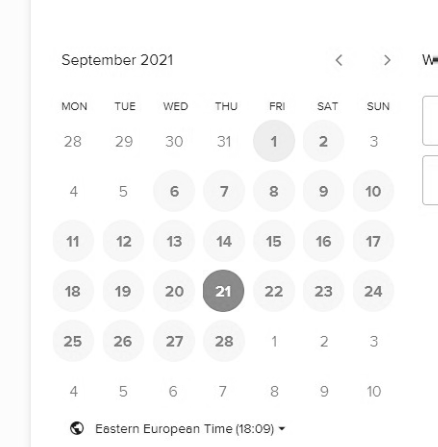 September 2021
MON TUE WED THU FRI SAT SUN
28 29 30 31 1 2 3
4 5 6 7 8 9 10
11 12 13 14 15 16 17
18 19 20 21 22 23 24
25 26 27 28 1 2 3
4 5 6 7 8 9 10
Eastern European Time (18:09)